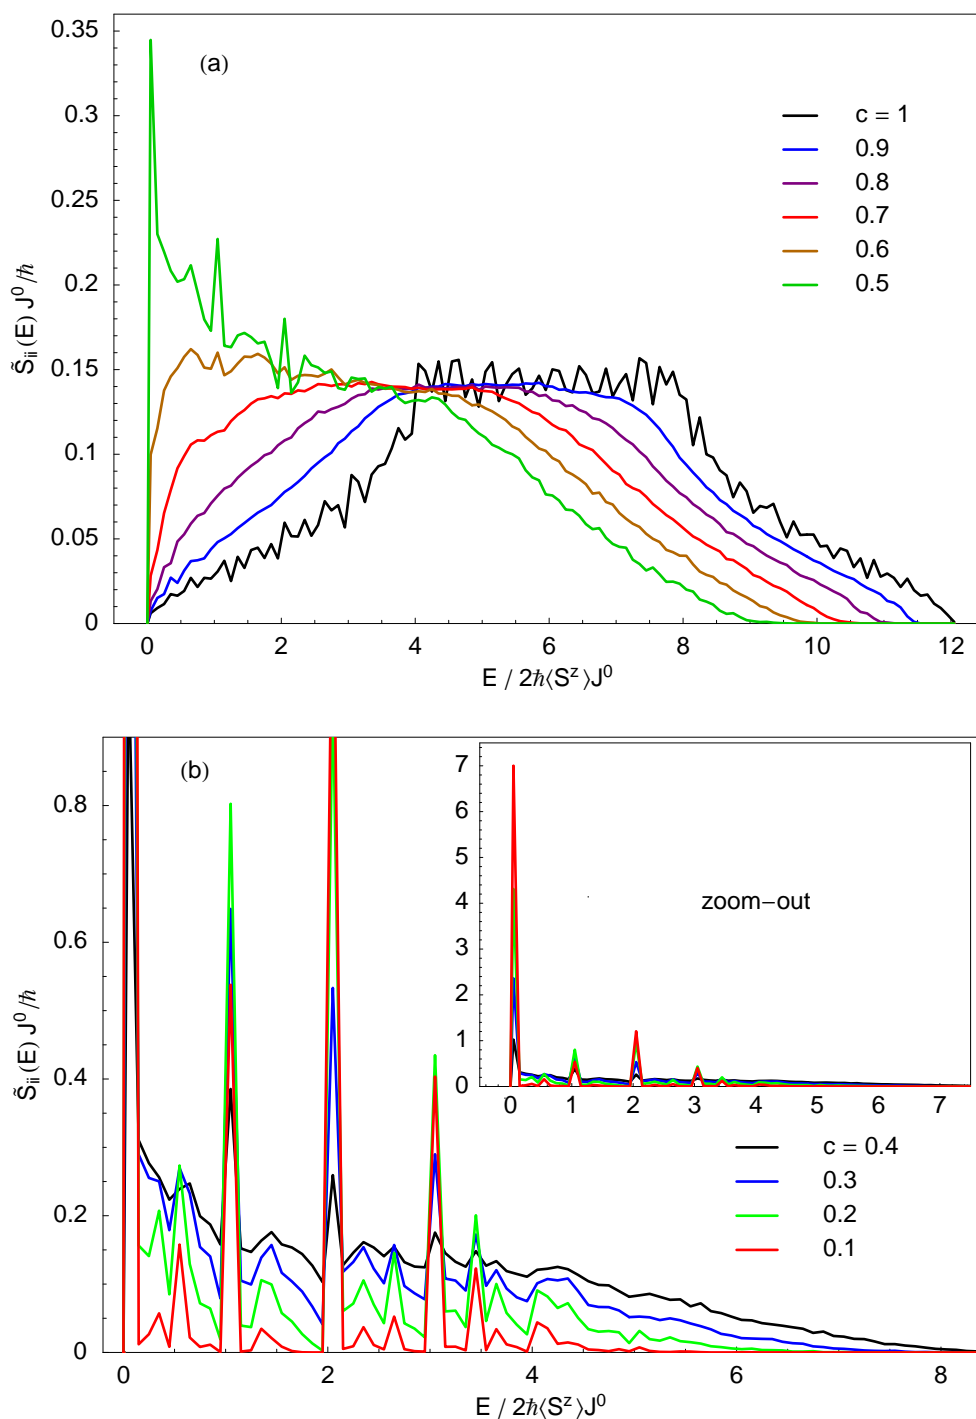 (a)
c = 1
0.9
0.8
0.7
0.6
0.5
S̃ii(E) J⁰/ħ
0.35
0.3
0.25
0.2
0.15
0.1
0.05
0
0 2 4 6 8 10 12
E / 2ħ⟨Sᶻ⟩J⁰
(b)
zoom−out
7
6
5
4
3
2
1
0
0 1 2 3 4 5 6 7
c = 0.4
0.3
0.2
0.1
S̃ii(E) J⁰/ħ
0.8
0.6
0.4
0.2
0
0 2 4 6 8
E / 2ħ⟨Sᶻ⟩J⁰